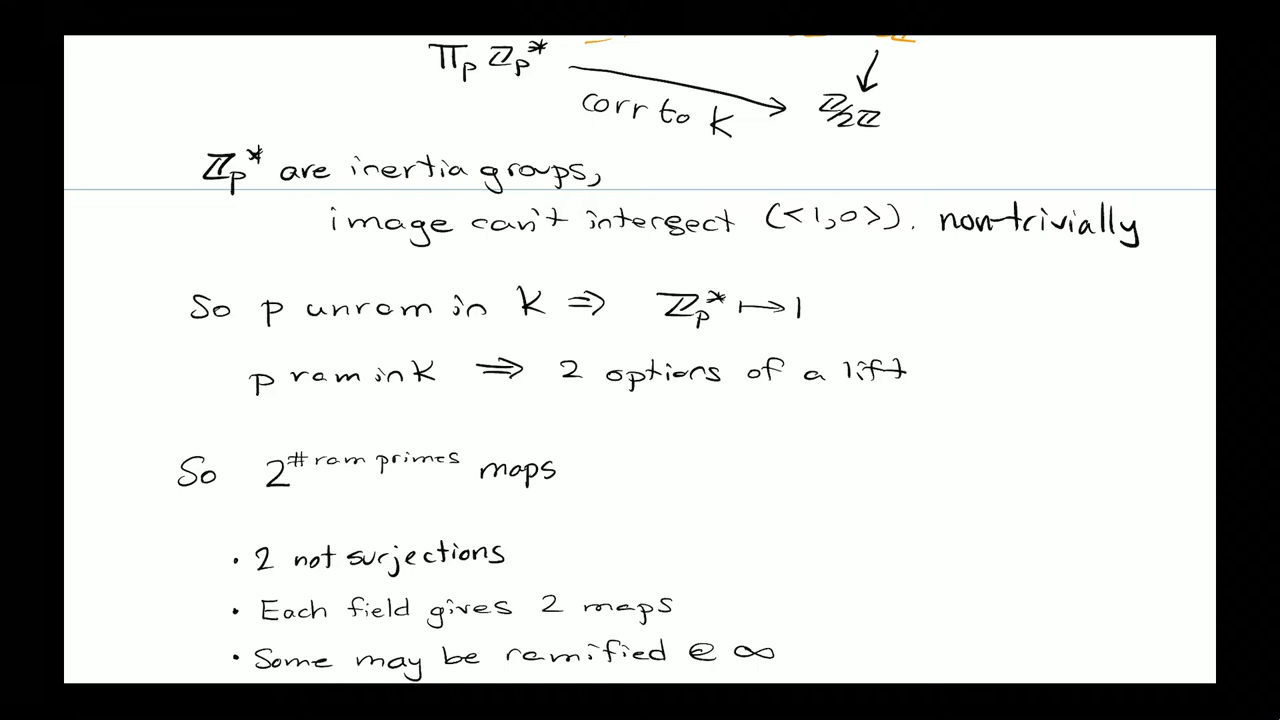 ∏p ℤp*
corr to K
ℤ/2ℤ
ℤp* are inertia groups,
image can't intersect (<1,0>). non-trivially
So p unram in K ⇒ ℤp* ↦ 1
p ram in K ⇒ 2 options of a lift
So 2^# ram primes maps
• 2 not surjections
• Each field gives 2 maps
• Some may be ramified @ ∞